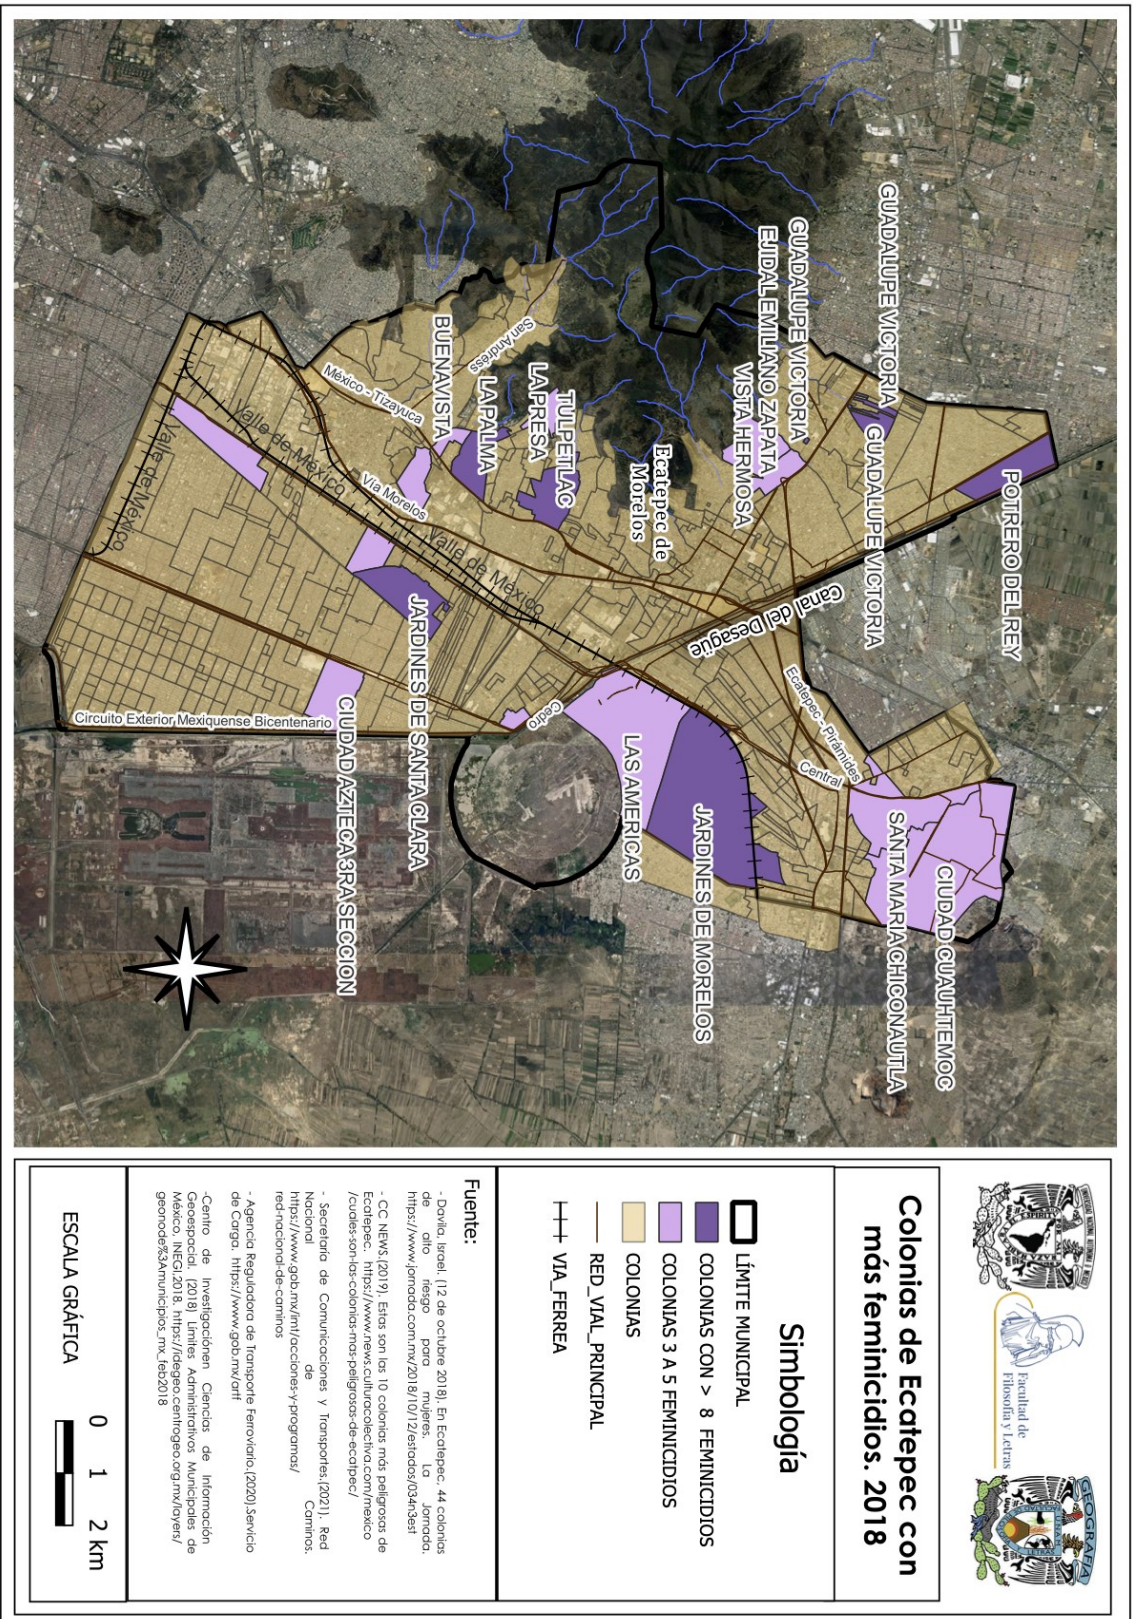 GUADALUPE VICTORIA
POTRERO DEL REY
GUADALUPE VICTORIA
GUADALUPE VICTORIA
EJIDAL EMILIANO ZAPATA
VISTA HERMOSA
Ecatepec de
Morelos
TULPETLAC
LA PRESA
LA PALMA
BUENAVISTA
San Andréss
México - Tizayuca
Vía Morelos
Valle de México
Valle de México
Valle de México
Canal del Desagüe
Ecatepec - Pirámides
Central
Cedro
Circuito Exterior Mexiquense Bicentenario
CIUDAD CUAUHTEMOC
SANTA MARIA CHICONAUTLA
JARDINES DE MORELOS
LAS AMERICAS
JARDINES DE SANTA CLARA
CIUDAD AZTECA 3RA SECCION
Facultad de
Filosofía y Letras
GEOGRAFÍA
LETRAS
Colonias de Ecatepec con
más feminicidios. 2018
Simbología
LÍMITE MUNICIPAL
COLONIAS CON > 8 FEMINICIDIOS
COLONIAS 3 A 5 FEMINICIDIOS
COLONIAS
RED_VIAL_PRINCIPAL
VIA_FERREA
Fuente:
- Davila, Israel. (12 de octubre 2018). En Ecatepec, 44 colonias
de alto riesgo para mujeres. La Jornada.
https://www.jornada.com.mx/2018/10/12/estados/034n3est
- CC NEWS.(2019). Estas son las 10 colonias más peligrosas de
Ecatepec. https://www.news.culturacolectiva.com/mexico
/cuales-son-las-colonias-mas-peligrosas-de-ecatpec/
- Secretaría de Comunicaciones y Transportes.(2021). Red
Nacional de Caminos.
https://www.gob.mx/imt/acciones-y-programas/
red-nacional-de-caminos
- Agencia Reguladora de Transporte Ferroviario.(2020).Servicio
de Carga. https://www.gob.mx/artf
-Centro de Investigaciónen Ciencias de Información
Geoespacial. (2018) Límites Administrativos Municipales de
México, INEGI,2018. https://idegeo.centrogeo.org.mx/layers/
geonode%3Amunicipios_mx_feb2018
ESCALA GRÁFICA
0 1 2 km